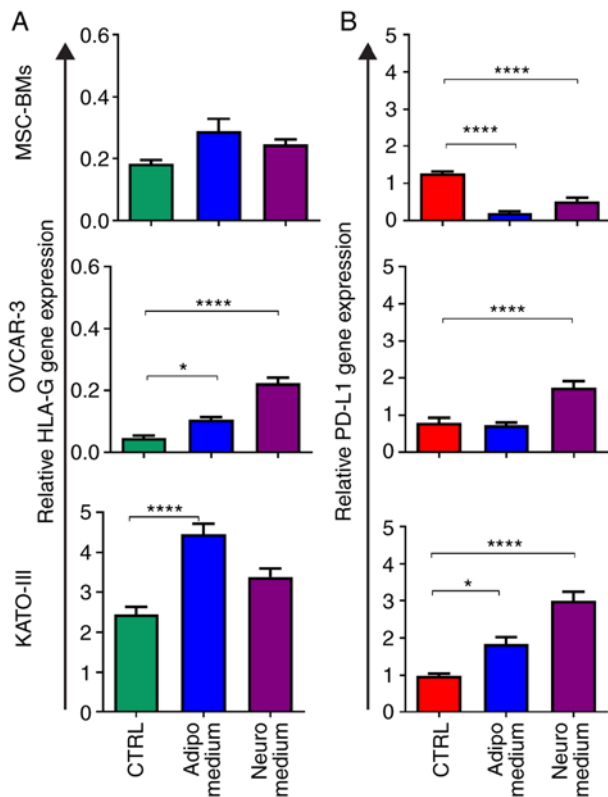 A
B
MSC-BMs
OVCAR-3
KATO-III
Relative HLA-G gene expression
0.6
0.4
0.2
0.0
0.6
0.4
0.2
0.0
****
*
5
4
3
2
1
0
****
CTRL
Adipo
medium
Neuro
medium
Relative PD-L1 gene expression
5
4
3
2
1
0
****
****
5
4
3
2
1
0
****
5
4
3
2
1
0
****
*
CTRL
Adipo
medium
Neuro
medium